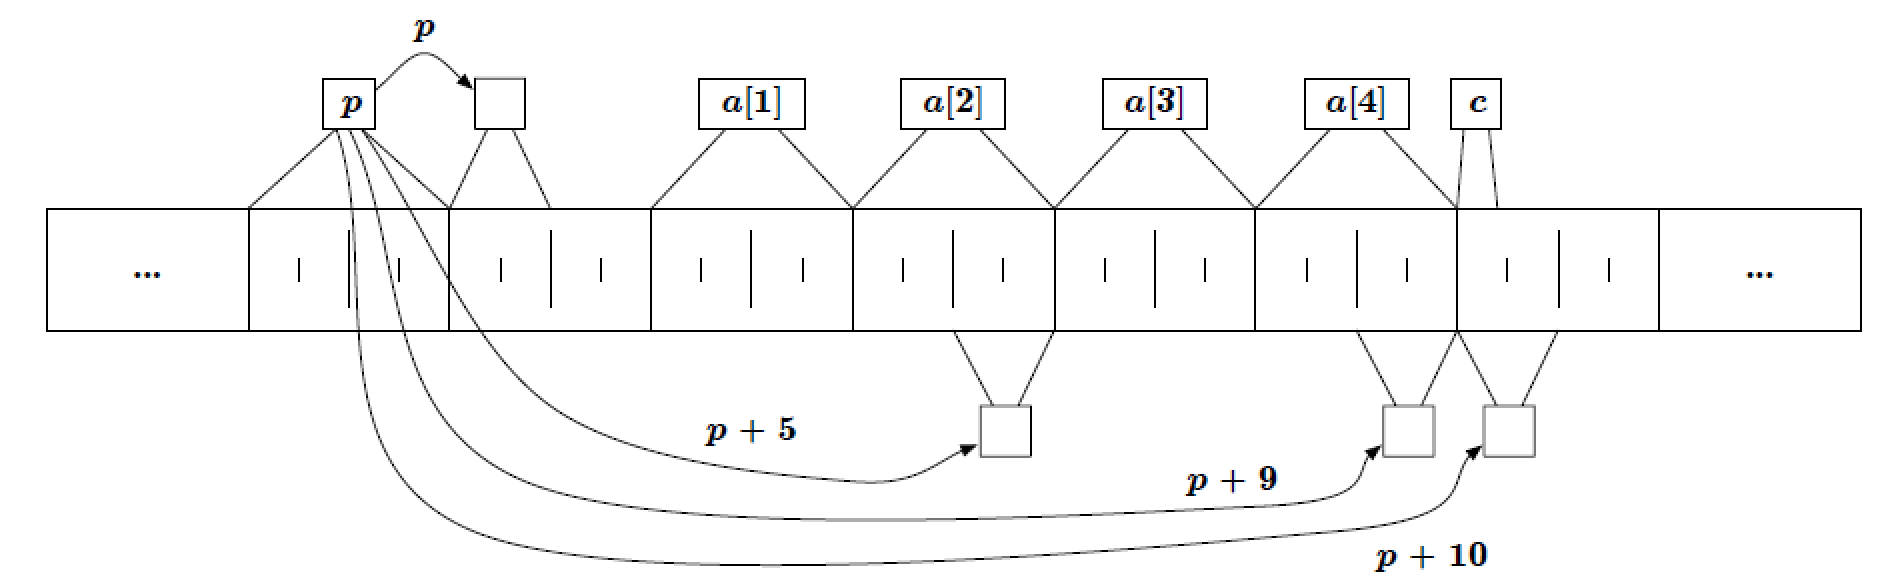 p
p a[1] a[2] a[3] a[4] c
... ...
p + 5
p + 9
p + 10